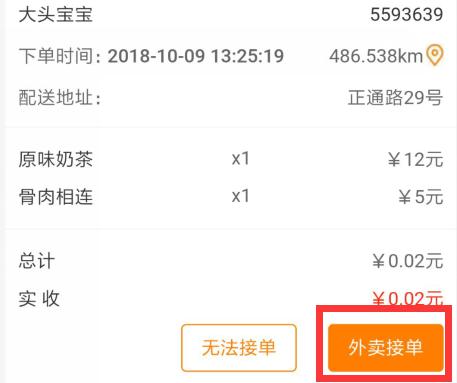 大头宝宝 5593639
下单时间：2018-10-09 13:25:19 486.538km
配送地址： 正通路29号
原味奶茶 x1 ￥12元
骨肉相连 x1 ￥5元
总计 ￥0.02元
实 收 ￥0.02元
无法接单 外卖接单